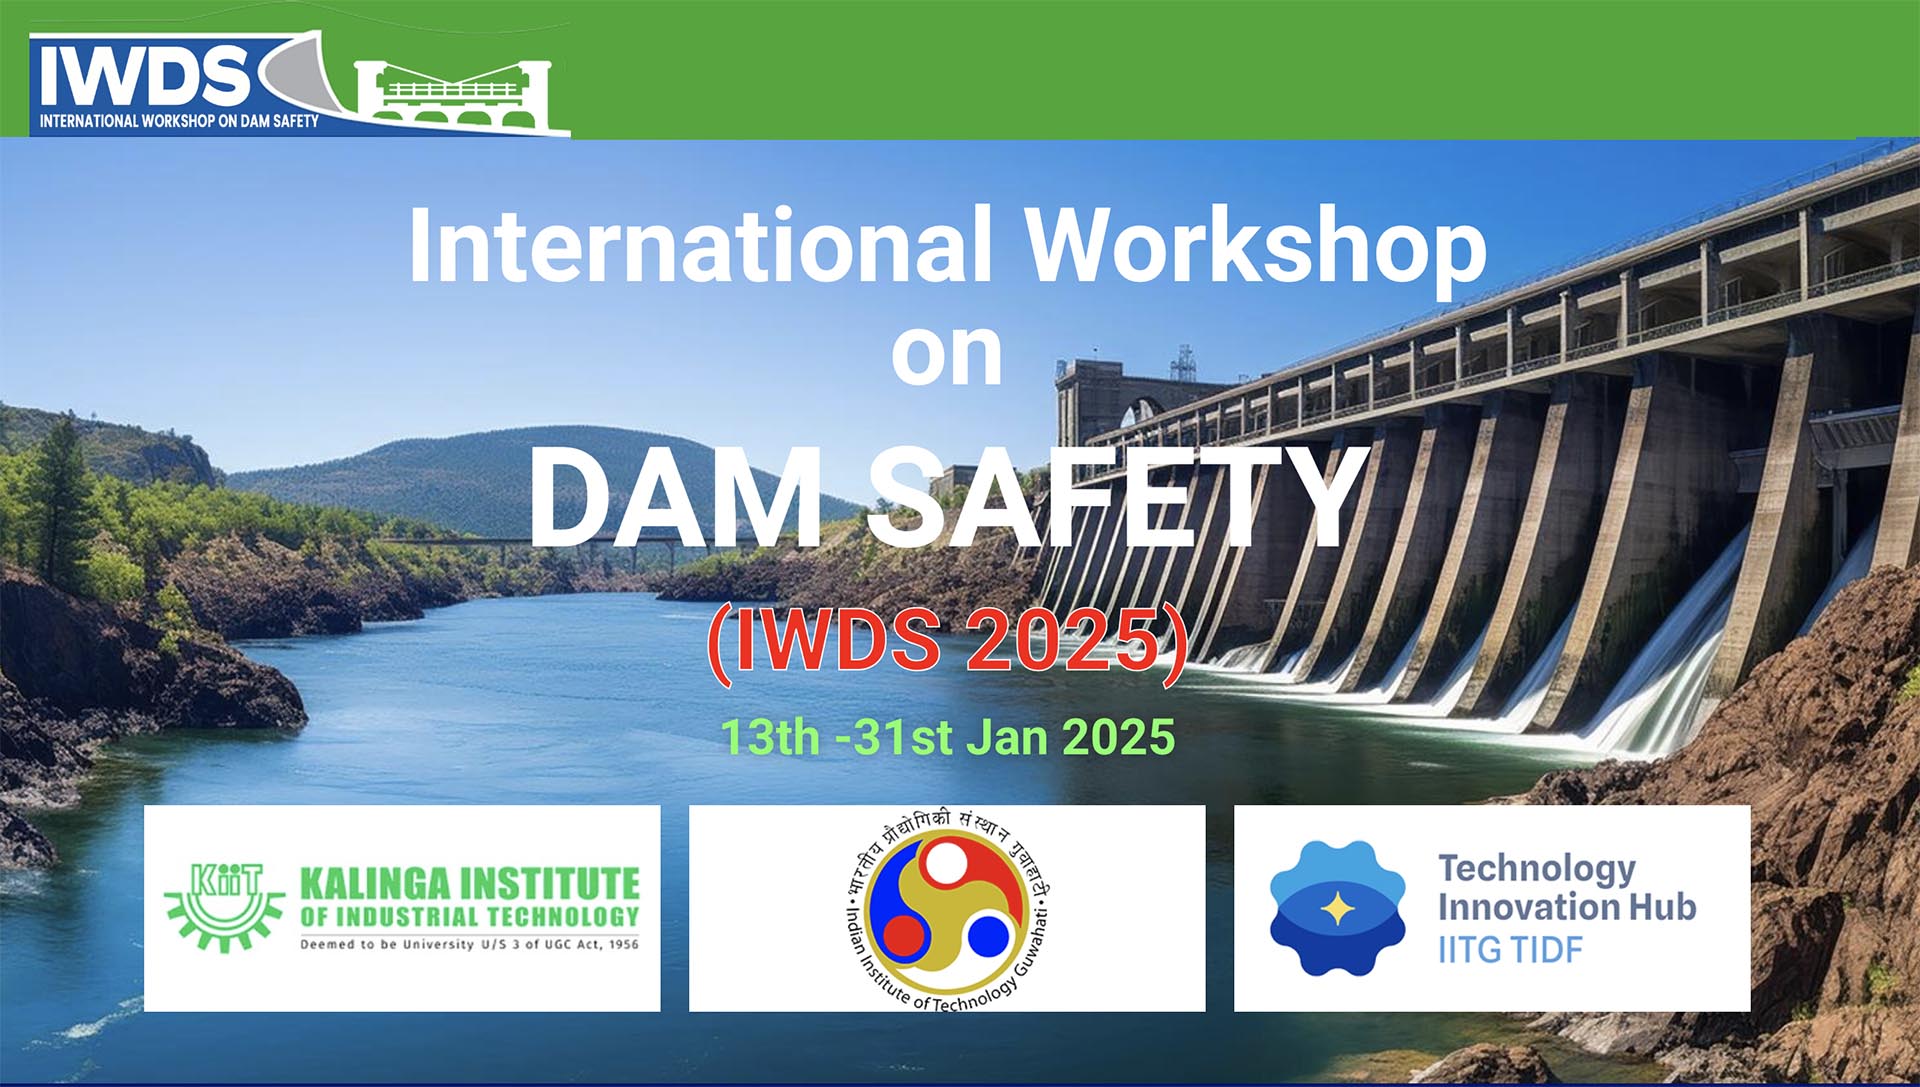 IWDS
INTERNATIONAL WORKSHOP ON DAM SAFETY
International Workshop
on
DAM SAFETY
(IWDS 2025)
13th -31st Jan 2025
KiiT
KALINGA INSTITUTE
OF INDUSTRIAL TECHNOLOGY
Deemed to be University U/S 3 of UGC Act, 1956
भारतीय प्रौद्योगिकी संस्थान गुवाहाटी
Indian Institute of Technology Guwahati
Technology
Innovation Hub
IITG TIDF